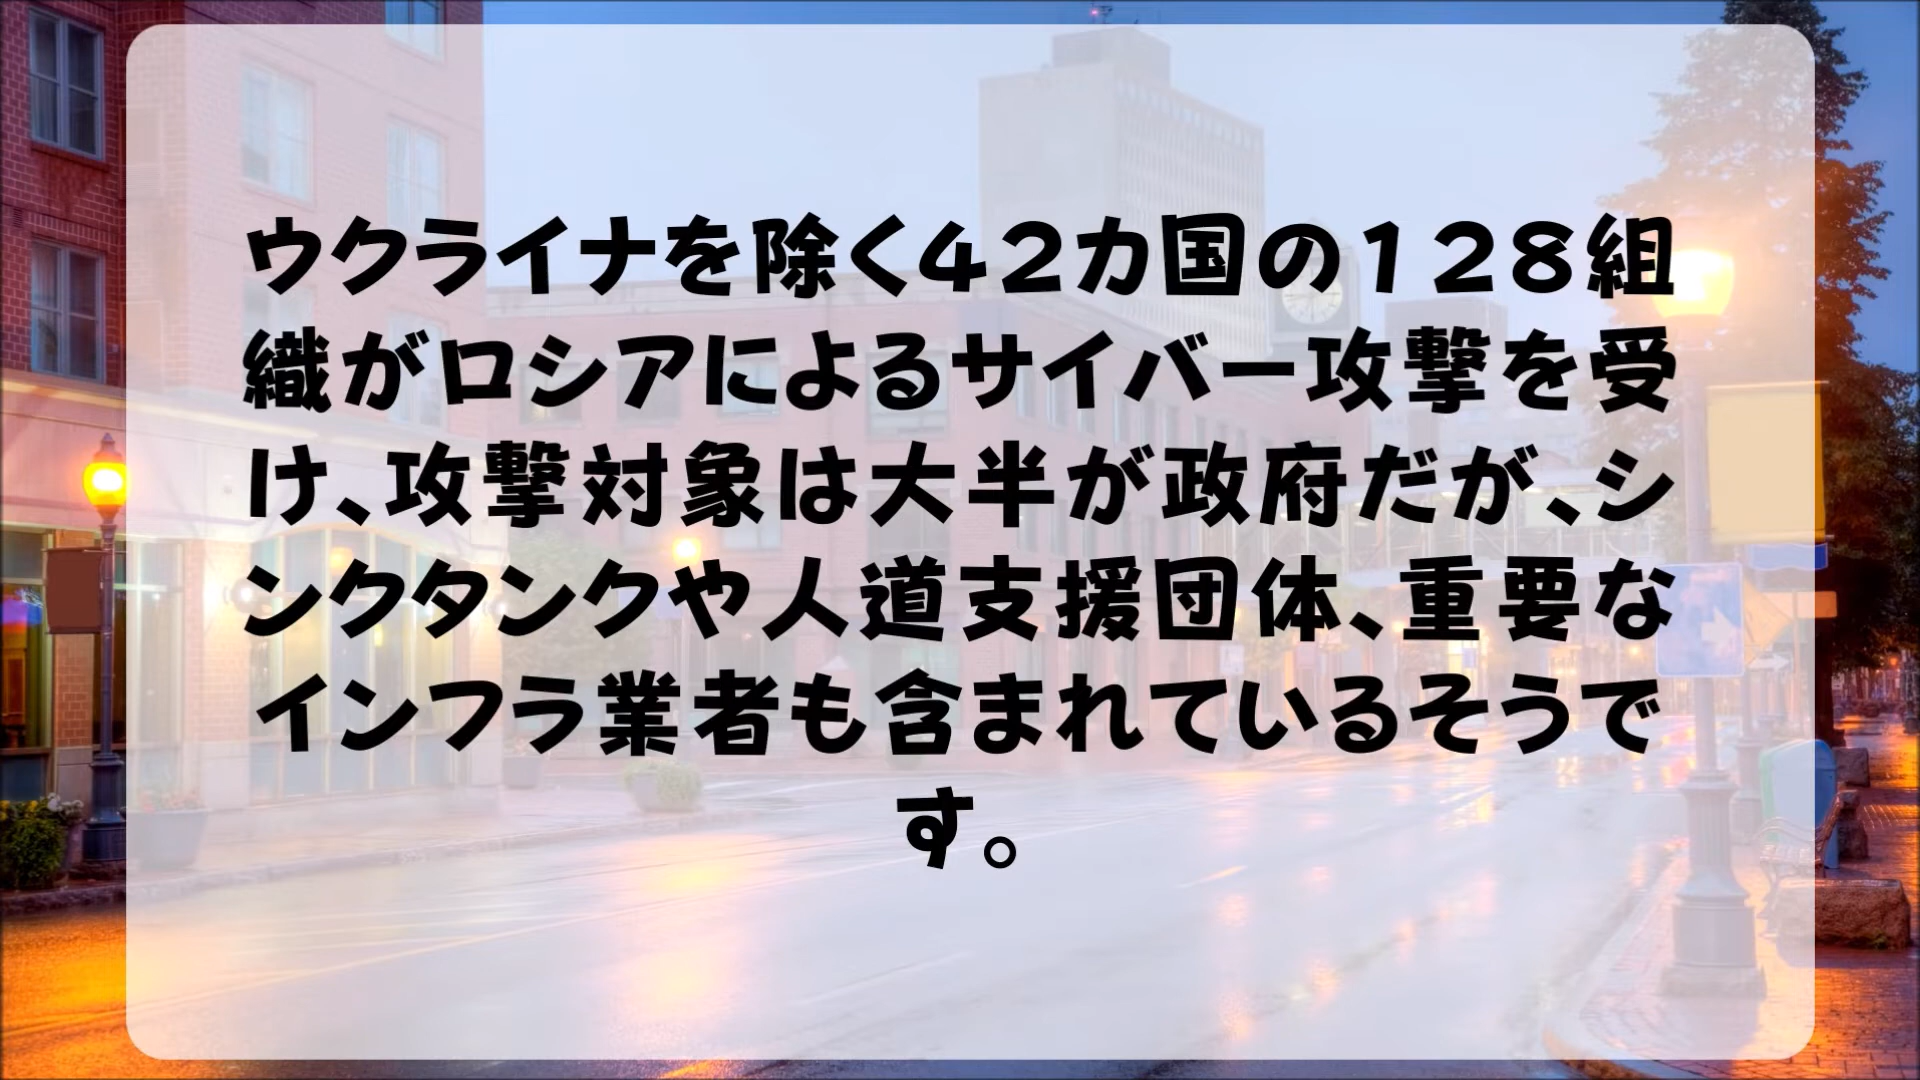 ウクライナを除く42カ国の128組
織がロシアによるサイバー攻撃を受
け、攻撃対象は大半が政府だが、シ
ンクタンクや人道支援団体、重要な
インフラ業者も含まれているそうで
す。